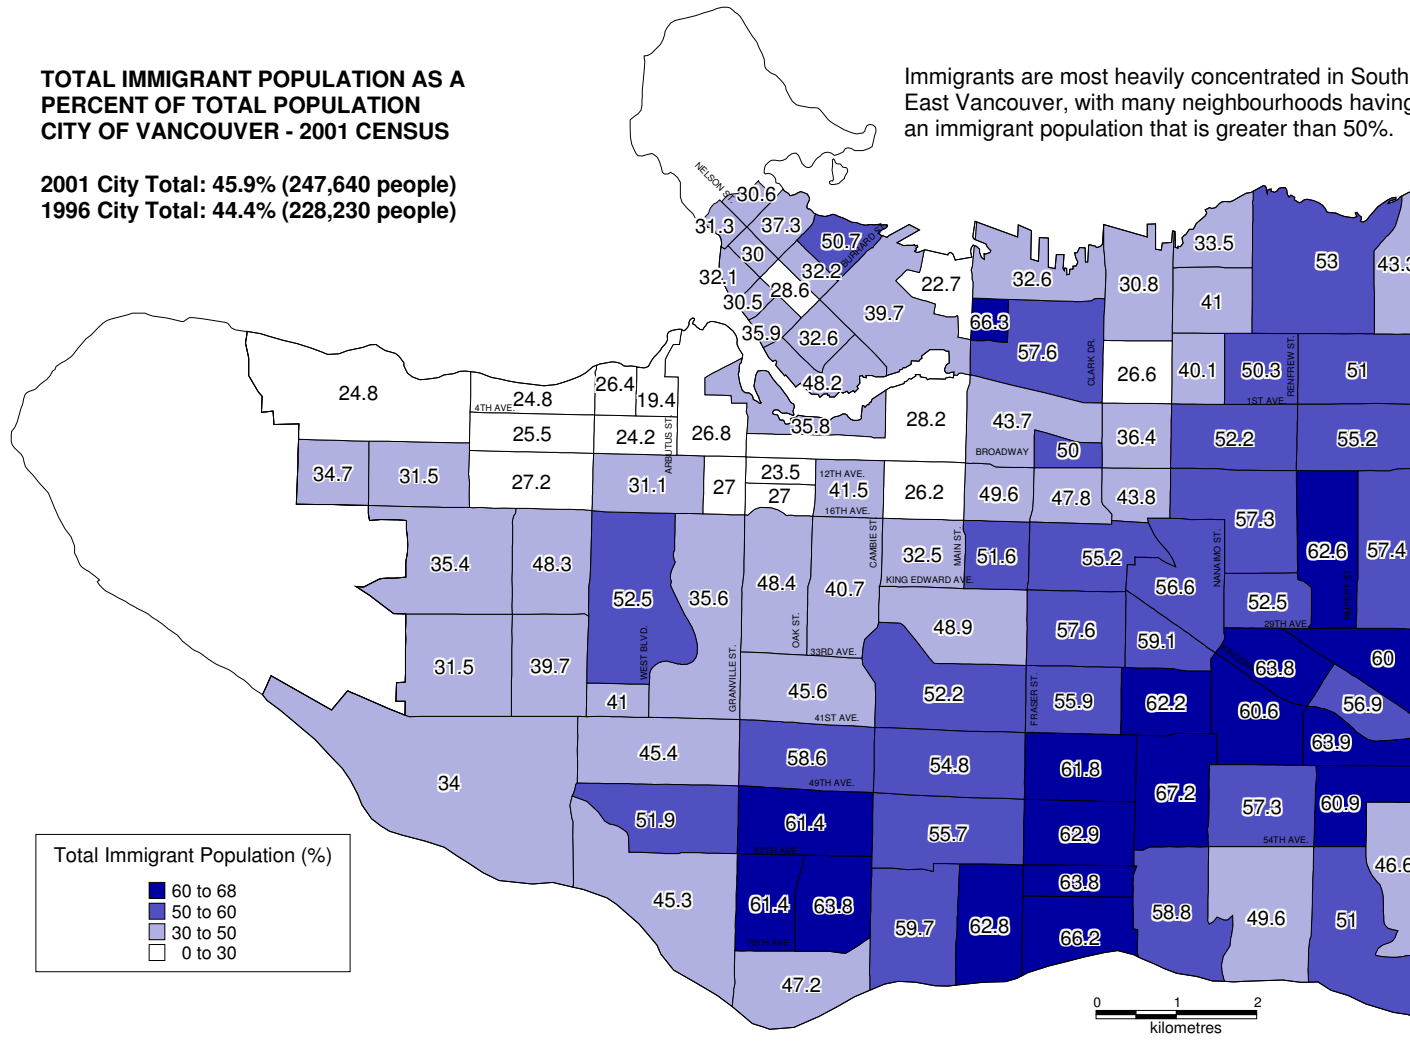 TOTAL IMMIGRANT POPULATION AS A
PERCENT OF TOTAL POPULATION
CITY OF VANCOUVER - 2001 CENSUS
2001 City Total: 45.9% (247,640 people)
1996 City Total: 44.4% (228,230 people)
Immigrants are most heavily concentrated in South
East Vancouver, with many neighbourhoods having
an immigrant population that is greater than 50%.
NELSON ST.
30.6
31.3
37.3
50.7
BURRARD ST.
30
32.2
32.1
28.6
30.5
39.7
35.9
32.6
48.2
22.7
32.6
30.8
33.5
53
41
66.3
57.6
CLARK DR.
26.6
40.1
50.3
RENFREW ST.
51
1ST AVE.
24.8
24.8
26.4
19.4
4TH AVE.
25.5
24.2
ARBUTUS ST.
26.8
35.8
28.2
43.7
BROADWAY
50
36.4
52.2
55.2
34.7
31.5
27.2
31.1
27
23.5
27
12TH AVE.
41.5
16TH AVE.
26.2
49.6
47.8
43.8
57.3
62.6
57.4
35.4
48.3
52.5
35.6
48.4
40.7
CAMBIE ST.
32.5
MAIN ST.
KING EDWARD AVE.
51.6
55.2
56.6
NANAIMO ST.
52.5
29TH AVE.
31.5
39.7
WEST BLVD.
41
GRANVILLE ST.
OAK ST.
33RD AVE.
48.9
57.6
59.1
63.8
60
45.6
41ST AVE.
52.2
FRASER ST.
55.9
62.2
60.6
56.9
63.9
34
45.4
58.6
49TH AVE.
54.8
61.8
67.2
57.3
54TH AVE.
60.9
51.9
61.4
55.7
62.9
46.6
45.3
61.4
63.8
59.7
62.8
63.8
66.2
58.8
49.6
51
47.2
Total Immigrant Population (%)
60 to 68
50 to 60
30 to 50
0 to 30
0 1 2
kilometres